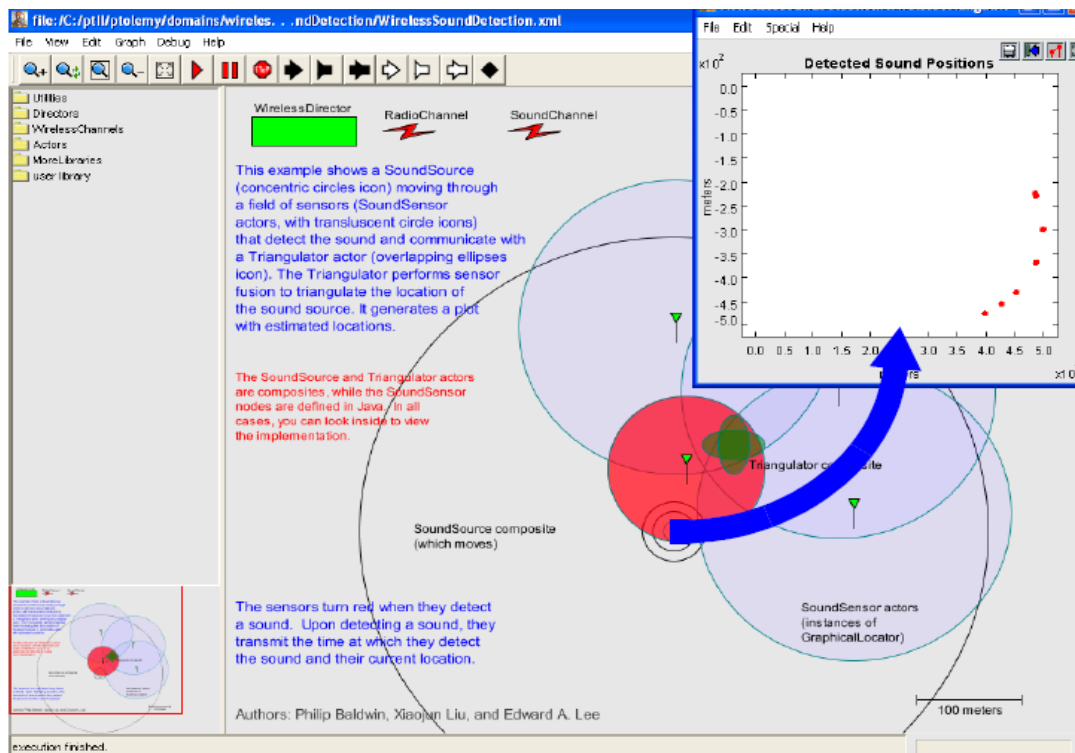 file:/C:/ptII/ptolemy/domains/wireles. . .ndDetection/WirelessSoundDetection.xml
File View Edit Graph Debug Help
Utilities
Directors
WirelessChannels
Actors
MoreLibraries
user library
WirelessDirector
RadioChannel
SoundChannel
This example shows a SoundSource
(concentric circles icon) moving through
a field of sensors (SoundSensor
actors, with transluscent circle icons)
that detect the sound and communicate with
a Triangulator actor (overlapping ellipses
icon). The Triangulator performs sensor
fusion to triangulate the location of
the sound source. It generates a plot
with estimated locations.
The SoundSource and Triangulator actors
are composites, while the SoundSensor
nodes are defined in Java. In all
cases, you can look inside to view
the implementation.
SoundSource composite
(which moves)
Triangulator composite
SoundSensor actors
(instances of
GraphicalLocator)
The sensors turn red when they detect
a sound. Upon detecting a sound, they
transmit the time at which they detect
the sound and their current location.
Authors: Philip Baldwin, Xiaojun Liu, and Edward A. Lee
100 meters
execution finished.
File Edit Special Help
Detected Sound Positions
x10²
0.0
-0.5
-1.0
-1.5
-2.0
-2.5
-3.0
-3.5
-4.0
-4.5
-5.0
meters
0.0 0.5 1.0 1.5 2.0 2.5 3.0 3.5 4.0 4.5 5.0
x10